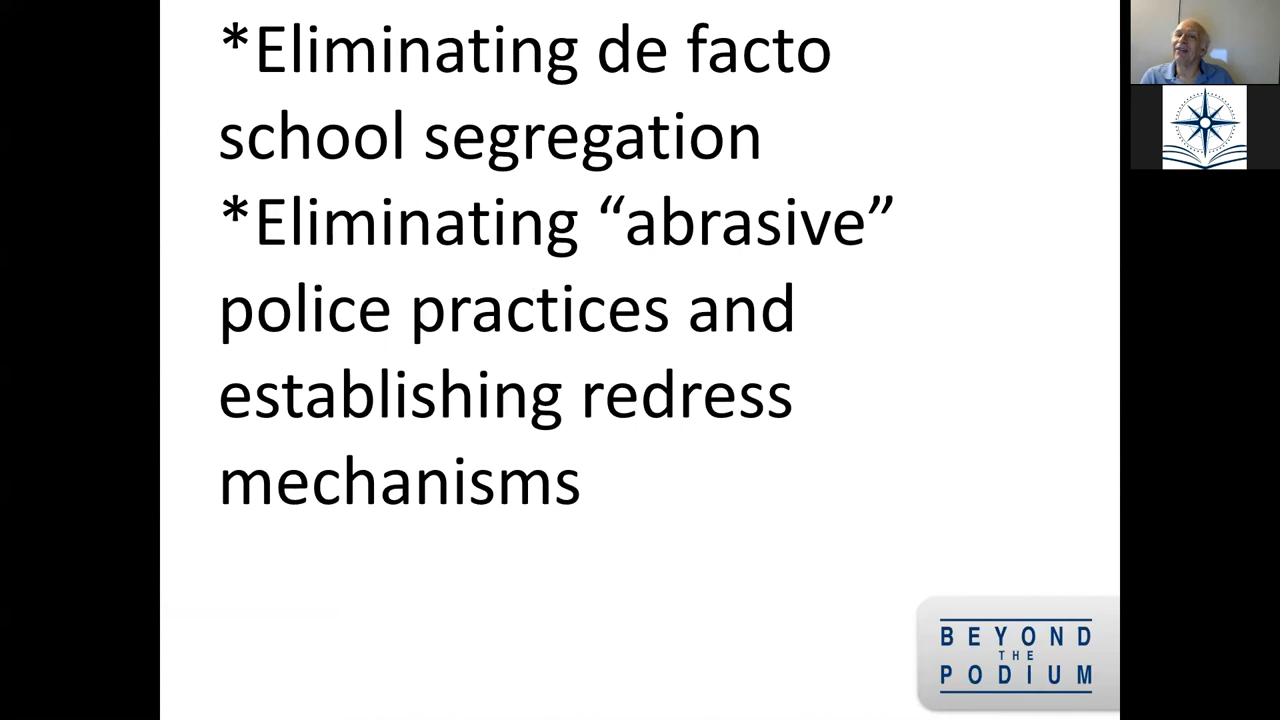 *Eliminating de facto
school segregation
*Eliminating “abrasive”
police practices and
establishing redress
mechanisms
BEYOND
THE
PODIUM